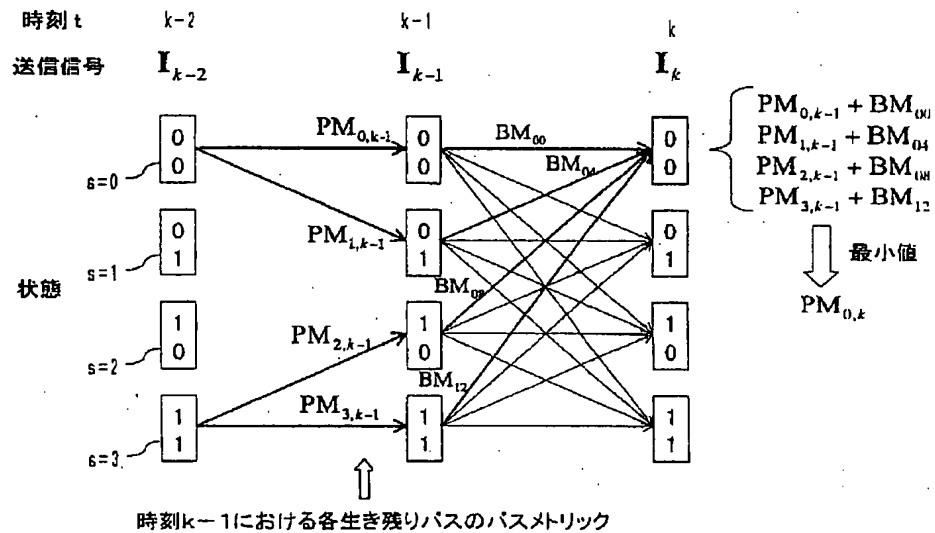 時刻 t k-2 k-1 k
送信信号 I_{k-2} I_{k-1} I_k
0 0
s=0
0 1
s=1
1 0
s=2
1 1
s=3
状態
PM_{0,k-1}
PM_{1,k-1}
PM_{2,k-1}
PM_{3,k-1}
0 0
0 1
1 0
1 1
BM_{00}
BM_{04}
BM_{08}
BM_{12}
0 0
0 1
1 0
1 1
PM_{0,k-1} + BM_{00}
PM_{1,k-1} + BM_{04}
PM_{2,k-1} + BM_{08}
PM_{3,k-1} + BM_{12}
最小値
PM_{0,k}
時刻k-1における各生き残りパスのパスメトリック